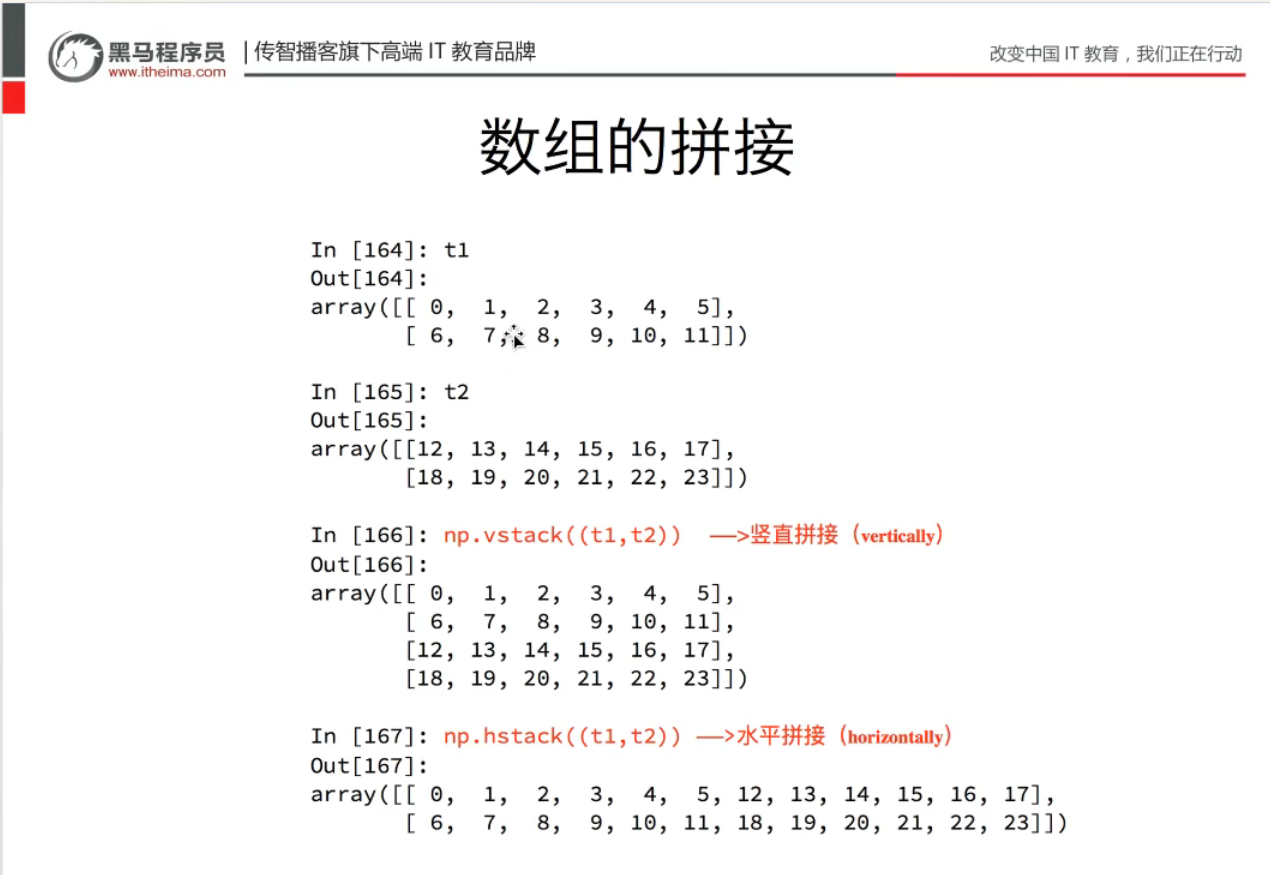 黑马程序员
www.itheima.com
传智播客旗下高端 IT 教育品牌
改变中国 IT 教育，我们正在行动
数组的拼接
In [164]: t1
Out[164]:
array([[ 0,  1,  2,  3,  4,  5],
       [ 6,  7,  8,  9, 10, 11]])
In [165]: t2
Out[165]:
array([[12, 13, 14, 15, 16, 17],
       [18, 19, 20, 21, 22, 23]])
In [166]: np.vstack((t1,t2))  —>竖直拼接（vertically）
Out[166]:
array([[ 0,  1,  2,  3,  4,  5],
       [ 6,  7,  8,  9, 10, 11],
       [12, 13, 14, 15, 16, 17],
       [18, 19, 20, 21, 22, 23]])
In [167]: np.hstack((t1,t2)) —>水平拼接（horizontally）
Out[167]:
array([[ 0,  1,  2,  3,  4,  5, 12, 13, 14, 15, 16, 17],
       [ 6,  7,  8,  9, 10, 11, 18, 19, 20, 21, 22, 23]])